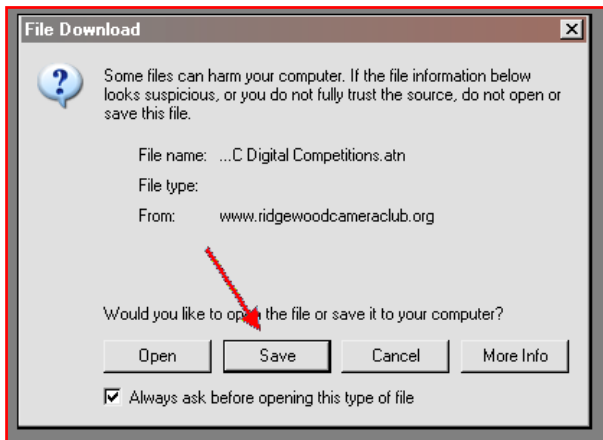 File Download
Some files can harm your computer. If the file information below
looks suspicious, or you do not fully trust the source, do not open or
save this file.
File name: ...C Digital Competitions.atn
File type:
From: www.ridgewoodcameraclub.org
Would you like to open the file or save it to your computer?
Open Save Cancel More Info
Always ask before opening this type of file